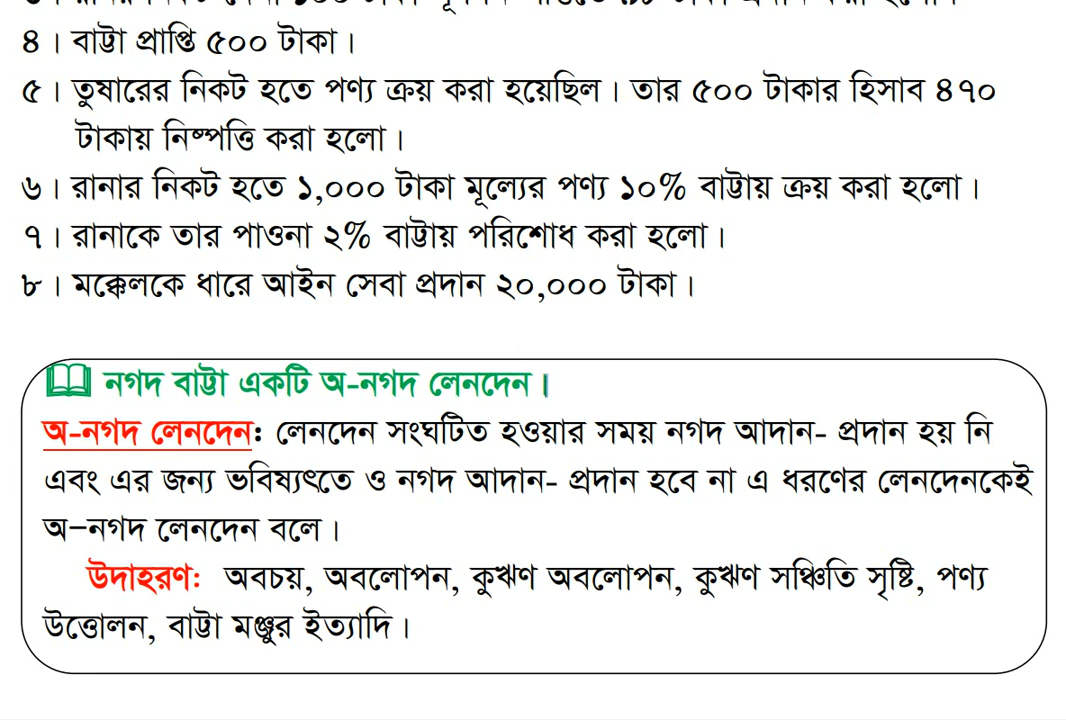 ৪। বাট্টা প্রাপ্তি ৫০০ টাকা।
৫। তুষারের নিকট হতে পণ্য ক্রয় করা হয়েছিল। তার ৫০০ টাকার হিসাব ৪৭০
টাকায় নিষ্পত্তি করা হলো।
৬। রানার নিকট হতে ১,০০০ টাকা মূল্যের পণ্য ১০% বাট্টায় ক্রয় করা হলো।
৭। রানাকে তার পাওনা ২% বাট্টায় পরিশোধ করা হলো।
৮। মক্কেলকে ধারে আইন সেবা প্রদান ২০,০০০ টাকা।
নগদ বাট্টা একটি অ-নগদ লেনদেন।
অ-নগদ লেনদেন: লেনদেন সংঘটিত হওয়ার সময় নগদ আদান- প্রদান হয় নি
এবং এর জন্য ভবিষ্যৎতে ও নগদ আদান- প্রদান হবে না এ ধরণের লেনদেনকেই
অ–নগদ লেনদেন বলে।
উদাহরণ: অবচয়, অবলোপন, কুঋণ অবলোপন, কুঋণ সঞ্চিতি সৃষ্টি, পণ্য
উত্তোলন, বাট্টা মঞ্জুর ইত্যাদি।